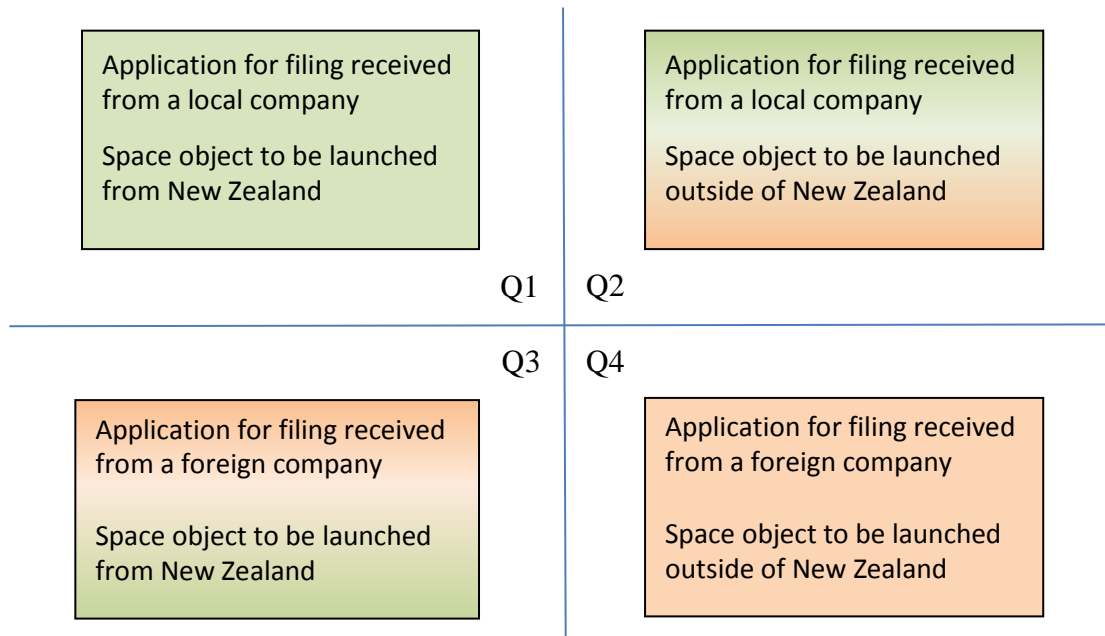 Application for filing received
from a local company
Space object to be launched
from New Zealand
Q1
Application for filing received
from a local company
Space object to be launched
outside of New Zealand
Q2
Q3
Application for filing received
from a foreign company
Space object to be launched
from New Zealand
Q4
Application for filing received
from a foreign company
Space object to be launched
outside of New Zealand